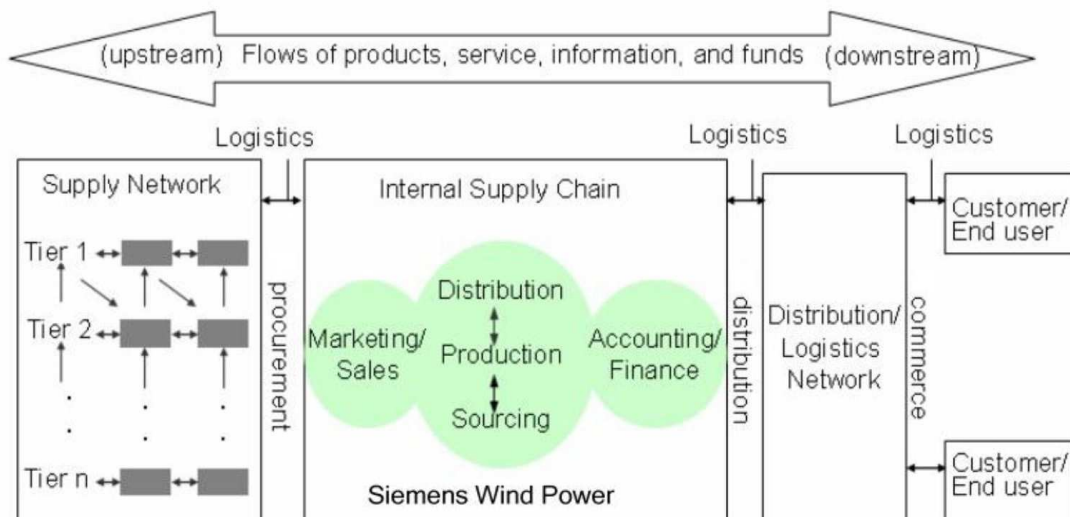 (upstream) Flows of products, service, information, and funds (downstream)
Logistics
Logistics
Logistics
Supply Network
Tier 1
Tier 2
Tier n
procurement
Internal Supply Chain
Marketing/
Sales
Distribution
Production
Sourcing
Accounting/
Finance
Siemens Wind Power
distribution
Distribution/
Logistics
Network
commerce
Customer/
End user
Customer/
End user